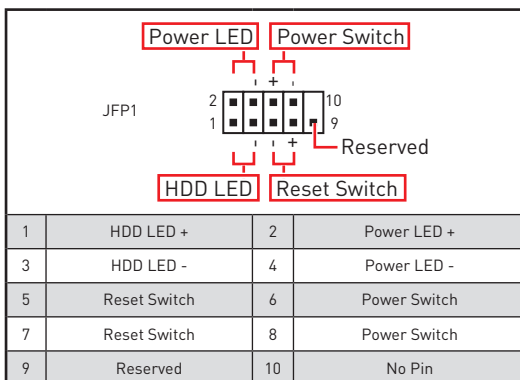 Power LED Power Switch
- + -
2 10
JFP1
1 9
- - +
Reserved
HDD LED Reset Switch
1 HDD LED + 2 Power LED +
3 HDD LED - 4 Power LED -
5 Reset Switch 6 Power Switch
7 Reset Switch 8 Power Switch
9 Reserved 10 No Pin